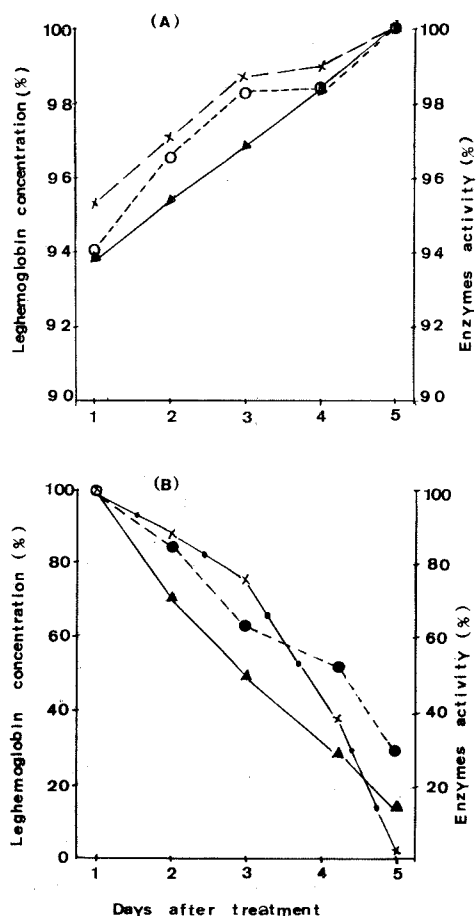 (A)
Leghemoglobin concentration (%)
Enzymes activity (%)
100
98
96
94
92
90
100
98
96
94
92
90
1 2 3 4 5
(B)
Leghemoglobin concentration (%)
Enzymes activity (%)
100
80
60
40
20
0
100
80
60
40
20
1 2 3 4 5
Days after treatment